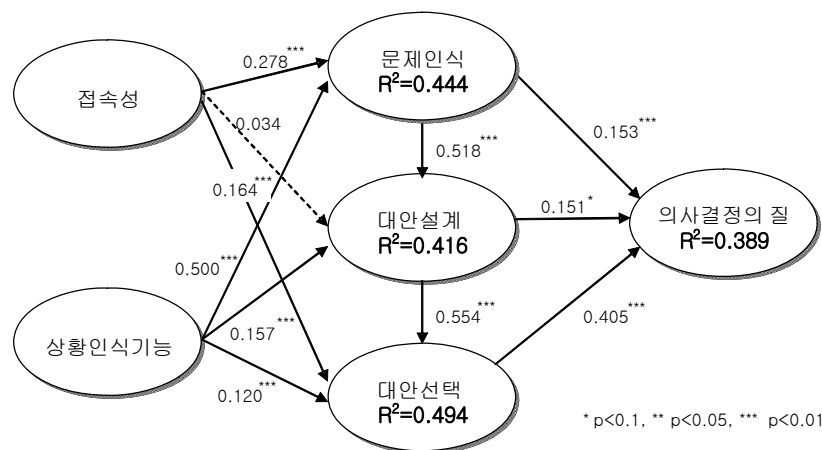 0.278***
문제인식
R²=0.444
접속성
0.034
0.153***
0.518***
0.164***
대안설계
R²=0.416
0.151*
의사결정의 질
R²=0.389
0.500***
0.157***
0.554***
0.405***
상황인식기능
0.120***
대안선택
R²=0.494
* p<0.1, ** p<0.05, *** p<0.01